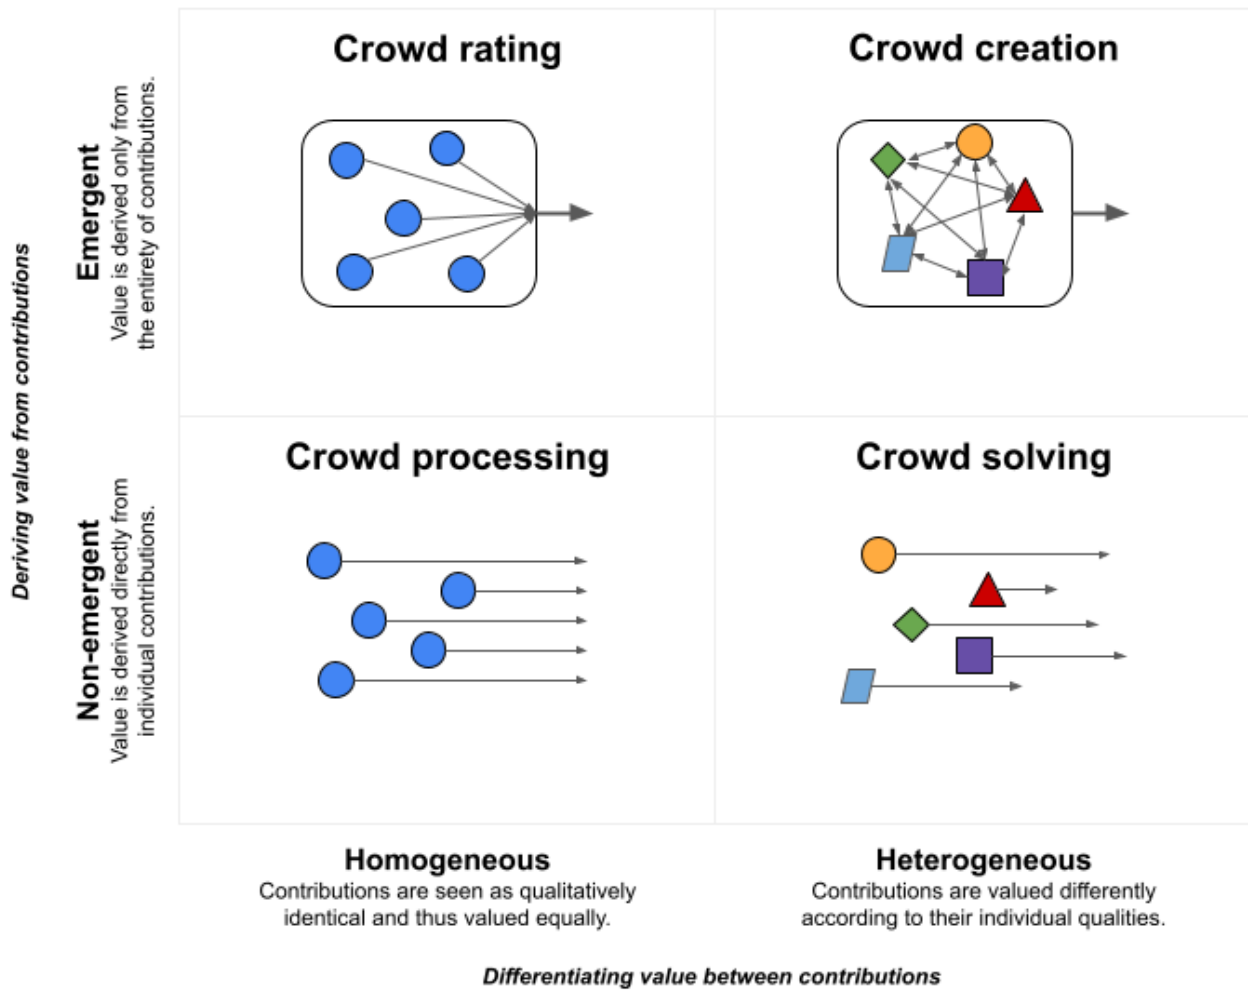 Crowd rating
Crowd creation
Deriving value from contributions
Emergent
Value is derived only from
the entirety of contributions.
Crowd processing
Crowd solving
Non-emergent
Value is derived directly from
individual contributions.
Homogeneous
Contributions are seen as qualitatively
identical and thus valued equally.
Heterogeneous
Contributions are valued differently
according to their individual qualities.
Differentiating value between contributions